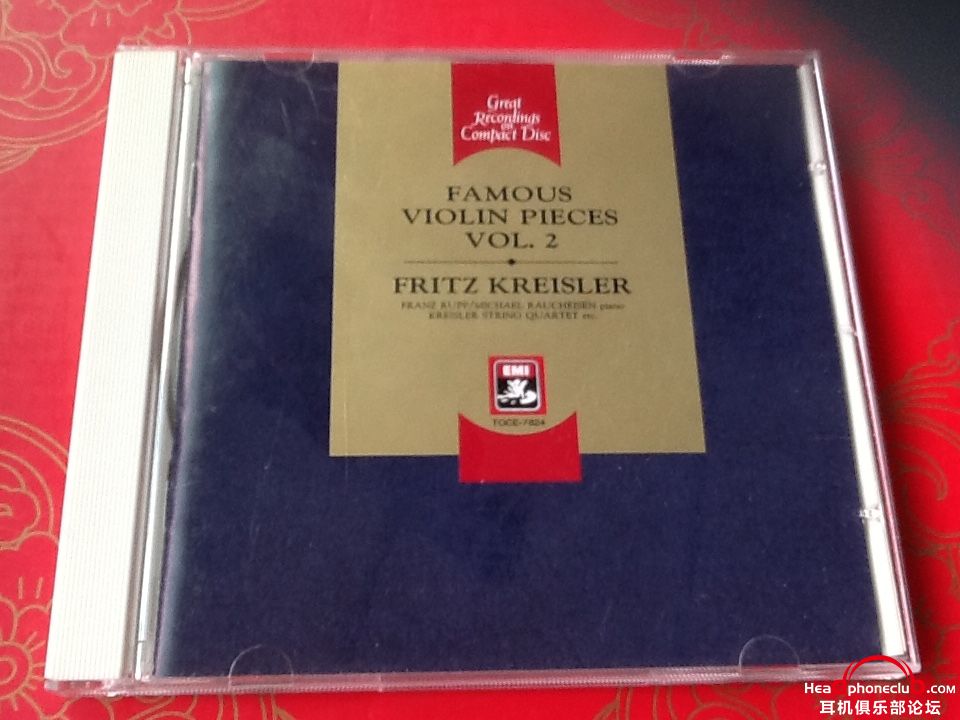 Great
Recordings
on
Compact Disc
FAMOUS
VIOLIN PIECES
VOL. 2
FRITZ KREISLER
FRANZ RUPP/MICHAEL RAUCHEISEN piano
KREISLER STRING QUARTET etc.
EMI
TOCE-7824
Hea phoneclu .com
耳机俱乐部论坛